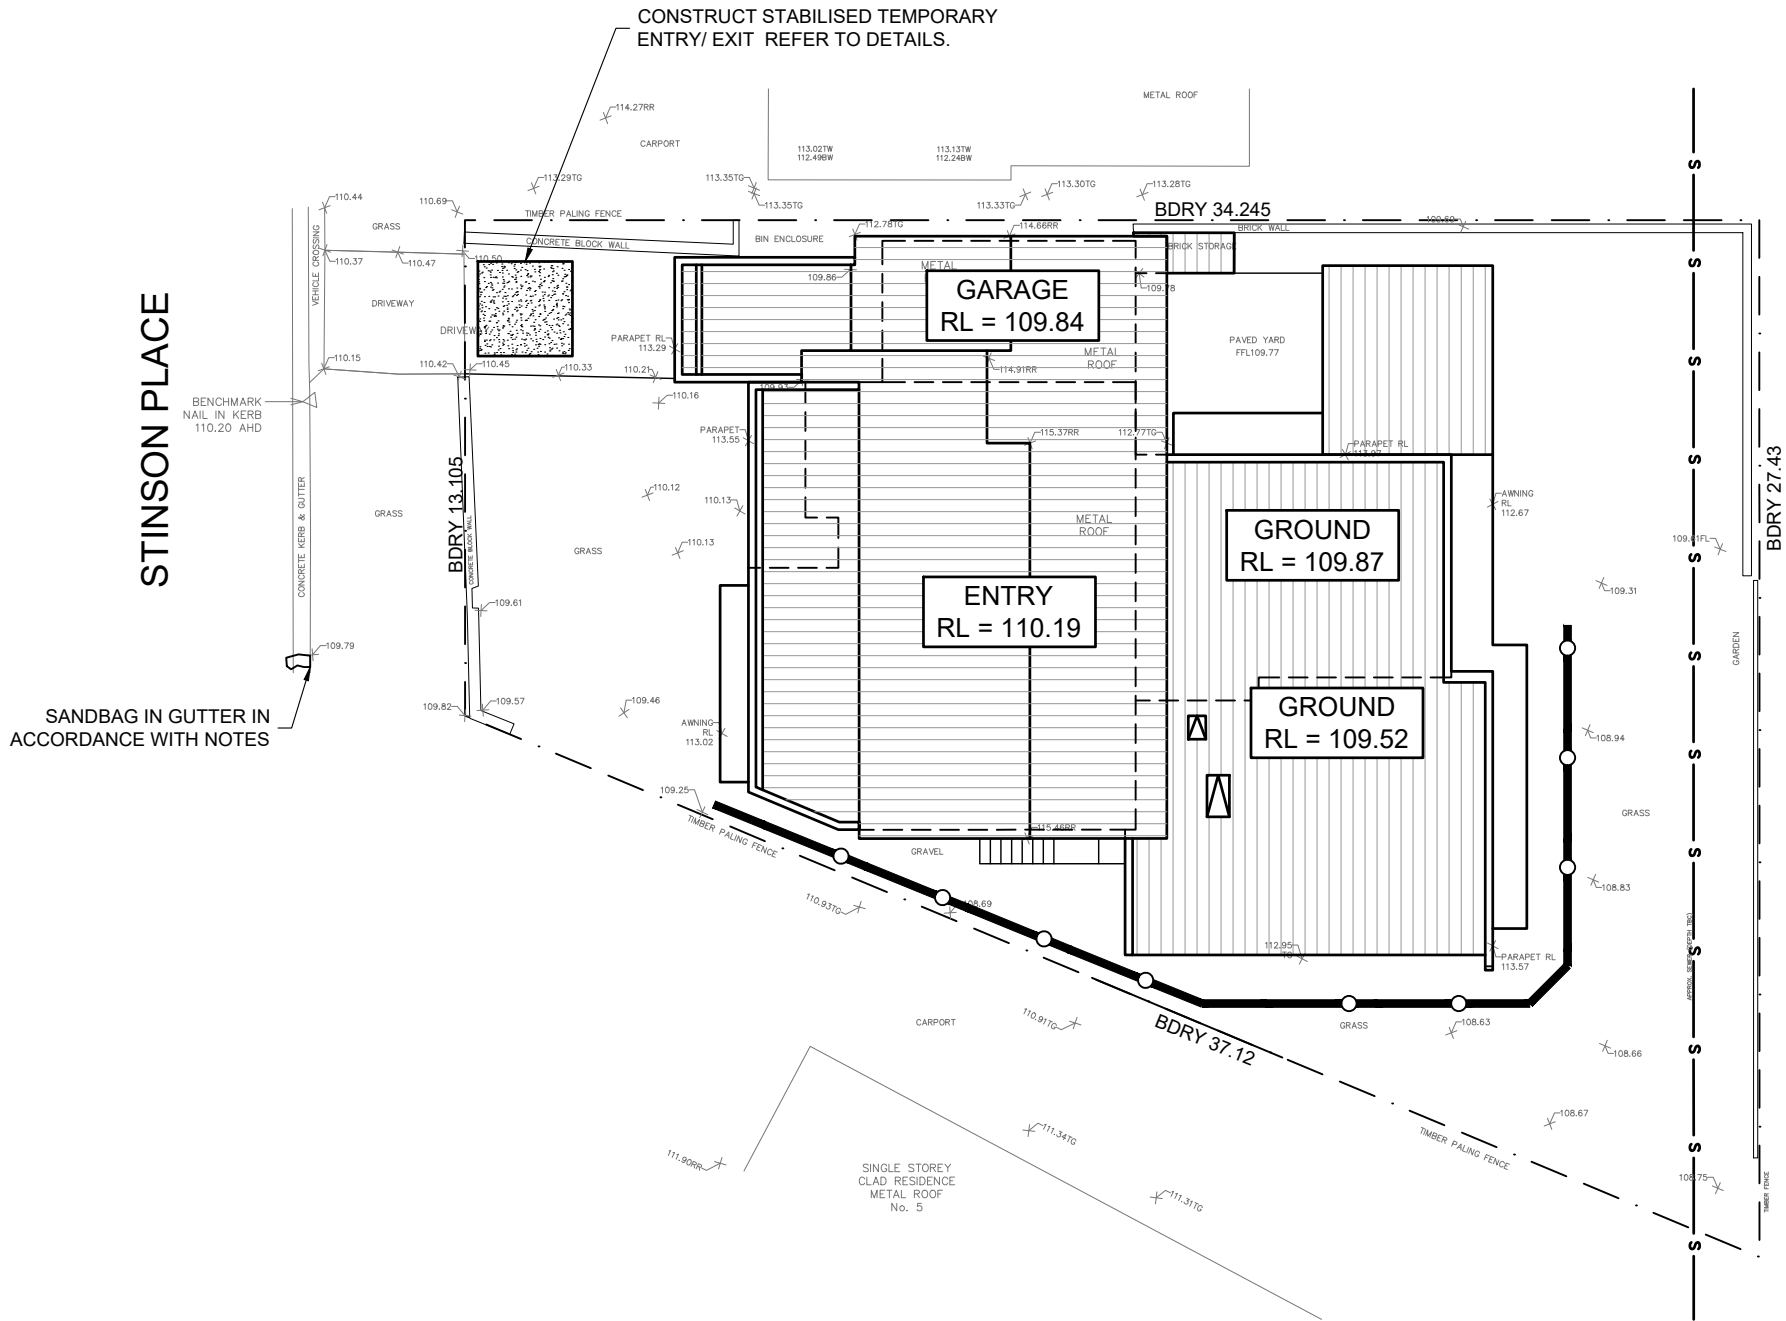 CONSTRUCT STABILISED TEMPORARY
ENTRY/ EXIT REFER TO DETAILS.
METAL ROOF
114.27RR
CARPORT
113.02TW
112.49BW
113.13TW
112.24BW
113.29TG
113.35TG
113.35TG
113.30TG
113.33TG
113.28TG
110.44
110.69
GRASS
TIMBER PALING FENCE
BDRY 34.245
BRICK WALL
112.78TG
114.66RR
CONCRETE BLOCK WALL
BIN ENCLOSURE
BRICK STORAGE
VEHICLE CROSSING
110.37
110.47
110.50
109.86
METAL
109.78
GARAGE
RL = 109.84
DRIVEWAY
DRIVEWAY
PARAPET RL
113.29
PAVED YARD
FFL109.77
METAL
ROOF
110.15
110.42
110.45
110.33
110.21
114.91RR
109.93
STINSON PLACE
BENCHMARK
NAIL IN KERB
110.20 AHD
110.16
PARAPET
113.55
115.37RR
112.77TG
PARAPET RL
BDRY 13.105
BDRY 27.43
CONCRETE KERB & GUTTER
GRASS
110.12
110.13
110.13
GRASS
CONCRETE BLOCK WALL
METAL
ROOF
AWNING
RL
112.67
GROUND
RL = 109.87
109.31
ENTRY
RL = 110.19
109.61
109.79
GARDEN
SANDBAG IN GUTTER IN
ACCORDANCE WITH NOTES
109.82
109.57
109.46
AWNING
RL
113.02
GROUND
RL = 109.52
108.94
109.25
TIMBER PALING FENCE
115.46RR
GRAVEL
GRASS
108.83
110.93TG
108.69
112.95
TG
PARAPET RL
113.57
CARPORT
110.91TG
BDRY 37.12
GRASS
108.63
108.66
111.34TG
108.67
TIMBER PALING FENCE
111.90RR
SINGLE STOREY
CLAD RESIDENCE
METAL ROOF
No. 5
111.31TG
108.75
TIMBER FENCE
S
S
S
S
S
S
S
S
S
S
S
S